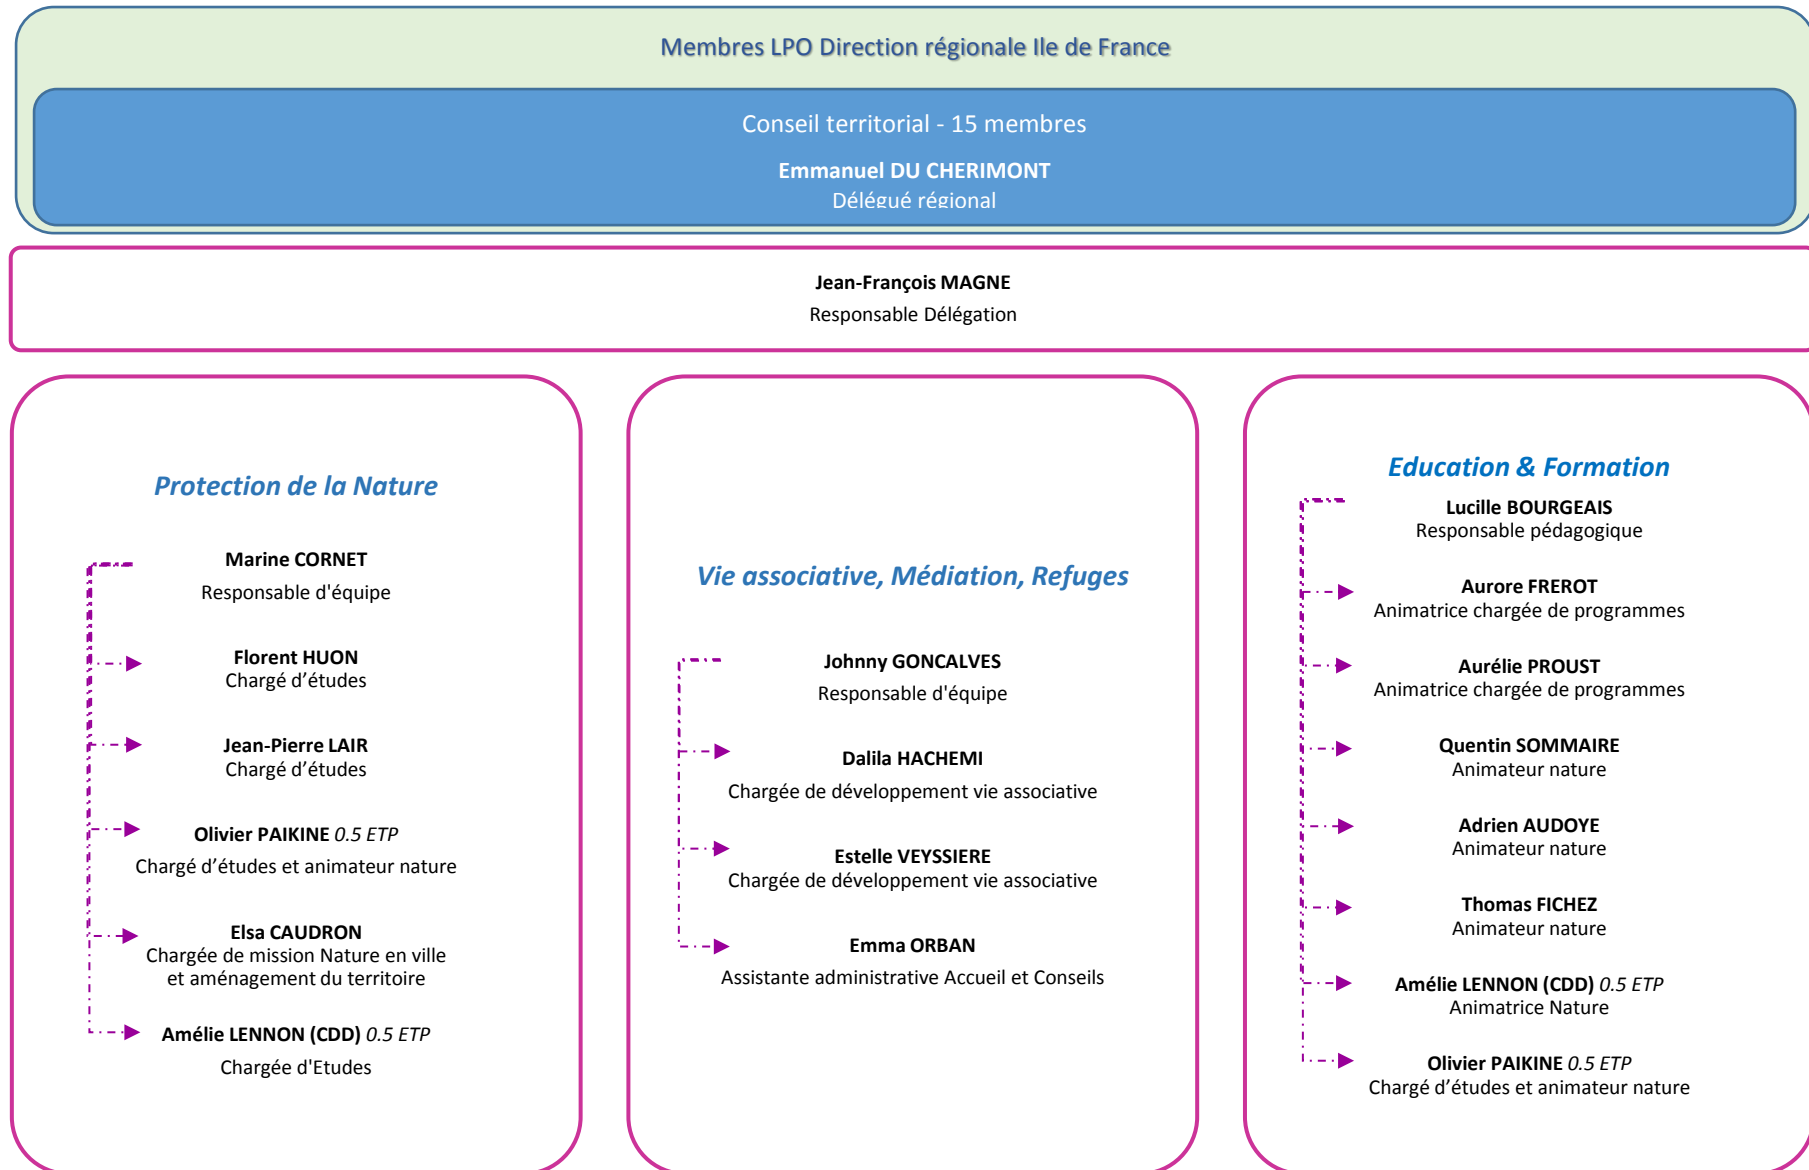 Membres LPO Direction régionale Ile de France
Conseil territorial - 15 membres
Emmanuel DU CHERIMONT
Délégué régional
Jean-François MAGNE
Responsable Délégation
Protection de la Nature
Marine CORNET
Responsable d'équipe
Florent HUON
Chargé d’études
Jean-Pierre LAIR
Chargé d’études
Olivier PAIKINE 0.5 ETP
Chargé d’études et animateur nature
Elsa CAUDRON
Chargée de mission Nature en ville
et aménagement du territoire
Amélie LENNON (CDD) 0.5 ETP
Chargée d'Etudes
Vie associative, Médiation, Refuges
Johnny GONCALVES
Responsable d'équipe
Dalila HACHEMI
Chargée de développement vie associative
Estelle VEYSSIERE
Chargée de développement vie associative
Emma ORBAN
Assistante administrative Accueil et Conseils
Education & Formation
Lucille BOURGEAIS
Responsable pédagogique
Aurore FREROT
Animatrice chargée de programmes
Aurélie PROUST
Animatrice chargée de programmes
Quentin SOMMAIRE
Animateur nature
Adrien AUDOYE
Animateur nature
Thomas FICHEZ
Animateur nature
Amélie LENNON (CDD) 0.5 ETP
Animatrice Nature
Olivier PAIKINE 0.5 ETP
Chargé d’études et animateur nature